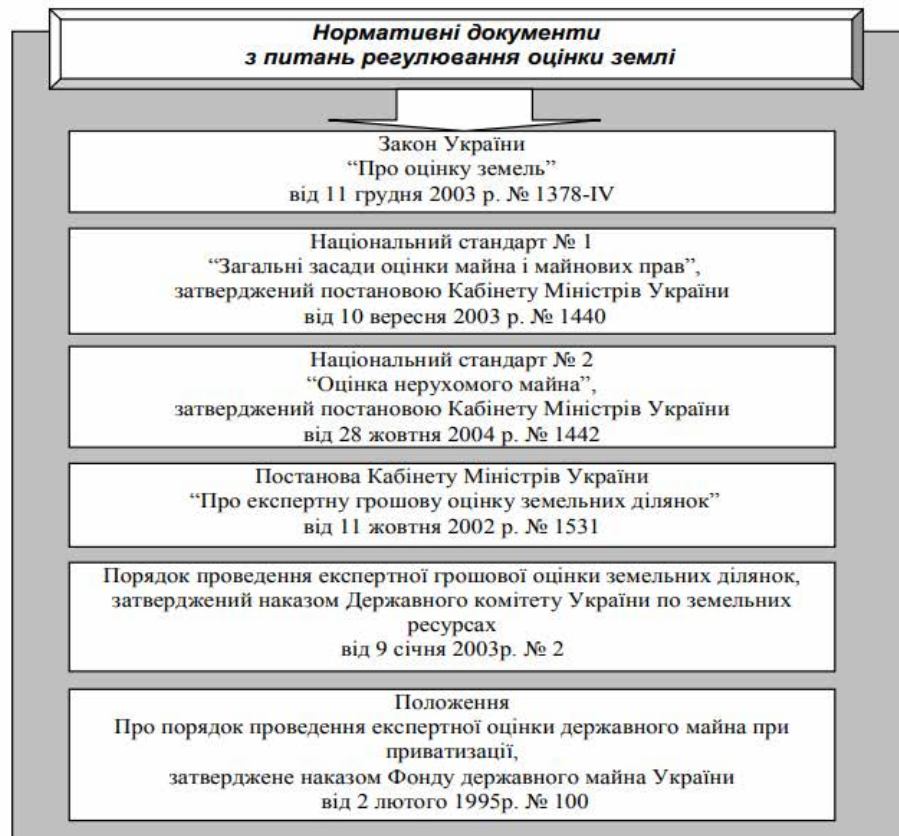 Нормативні документи
з питань регулювання оцінки землі
Закон України
“Про оцінку земель”
від 11 грудня 2003 р. № 1378-IV
Національний стандарт № 1
“Загальні засади оцінки майна і майнових прав”,
затверджений постановою Кабінету Міністрів України
від 10 вересня 2003 р. № 1440
Національний стандарт № 2
“Оцінка нерухомого майна”,
затверджений постановою Кабінету Міністрів України
від 28 жовтня 2004 р. № 1442
Постанова Кабінету Міністрів України
“Про експертну грошову оцінку земельних ділянок”
від 11 жовтня 2002 р. № 1531
Порядок проведення експертної грошової оцінки земельних ділянок,
затверджений наказом Державного комітету України по земельних
ресурсах
від 9 січня 2003р. № 2
Положення
Про порядок проведення експертної оцінки державного майна при
приватизації,
затверджене наказом Фонду державного майна України
від 2 лютого 1995р. № 100